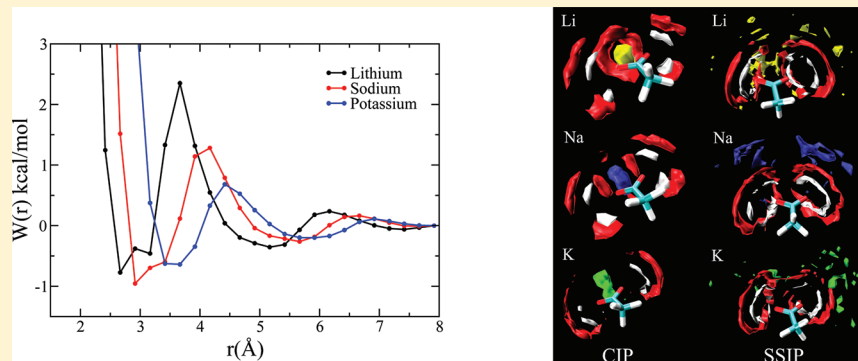 W(r) kcal/mol
3
2
1
0
-1
2
3
4
5
6
7
8
r(Å)
Lithium
Sodium
Potassium
Li
Li
Na
Na
K
K
CIP
SSIP